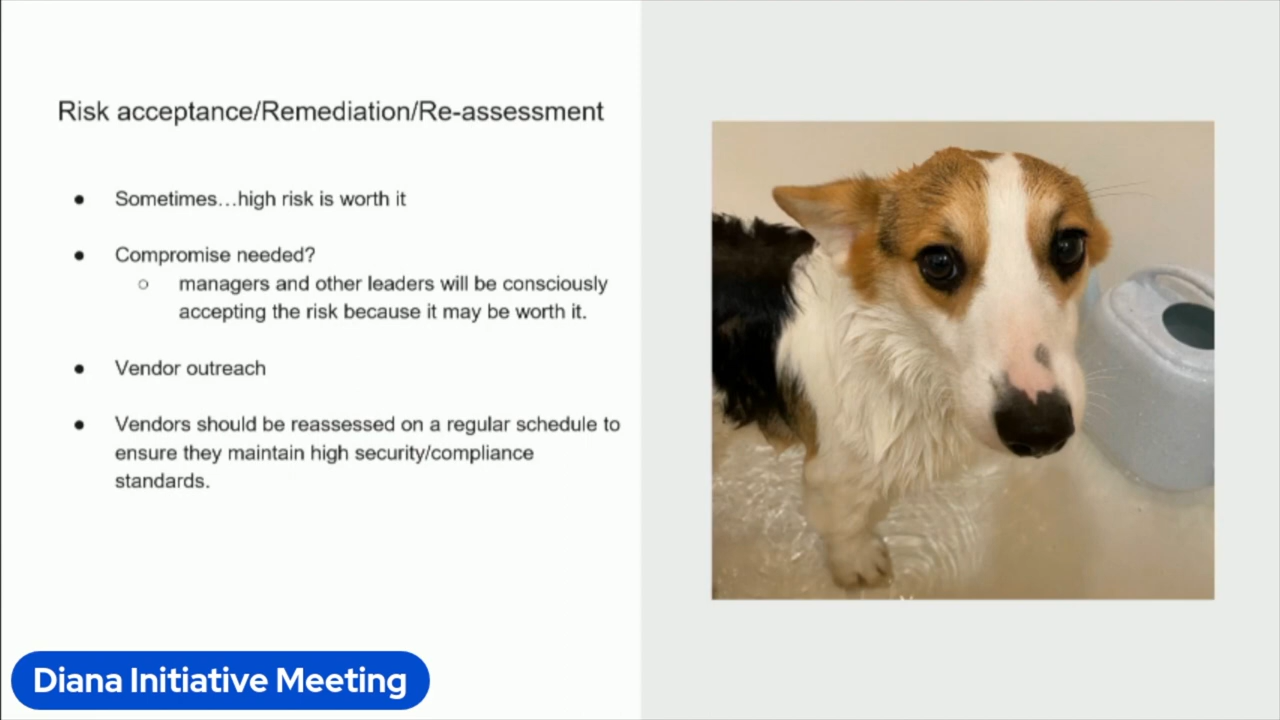 Risk acceptance/Remediation/Re-assessment
● Sometimes…high risk is worth it
● Compromise needed?
○ managers and other leaders will be consciously
accepting the risk because it may be worth it.
● Vendor outreach
● Vendors should be reassessed on a regular schedule to
ensure they maintain high security/compliance
standards.
Diana Initiative Meeting